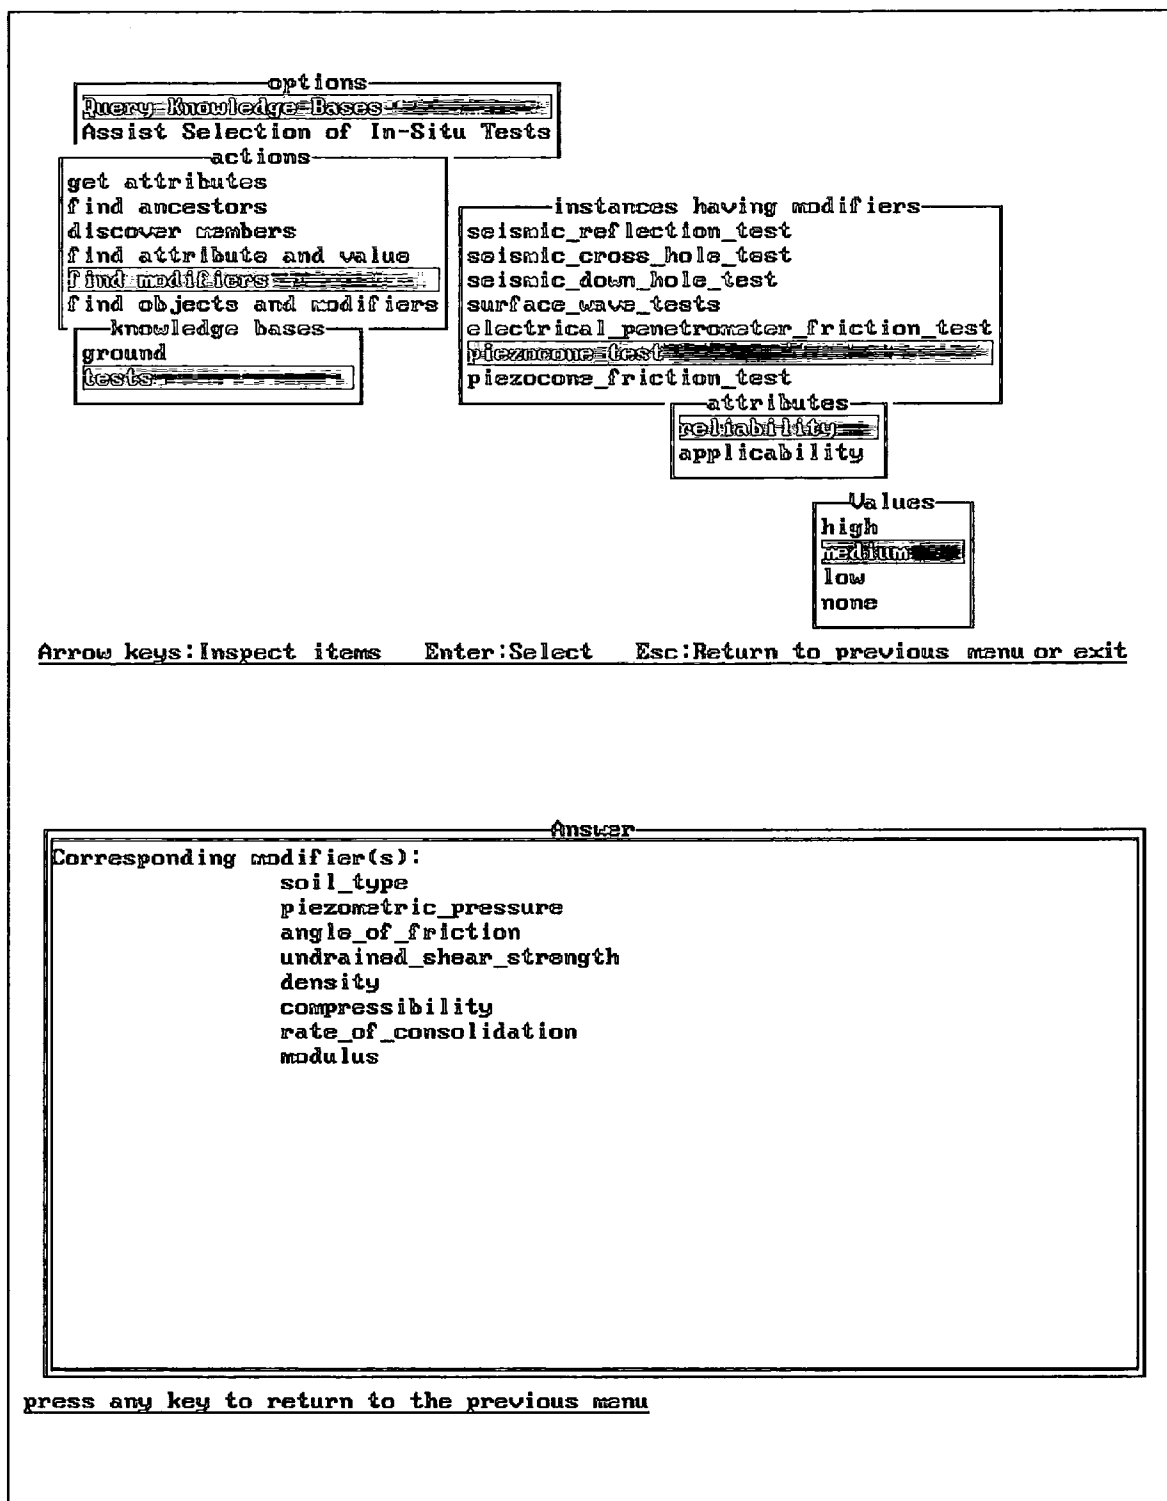 options
Query Knowledge Bases
Assist Selection of In-Situ Tests
actions
get attributes
find ancestors
discover members
find attribute and value
find modifiers
find objects and modifiers
knowledge bases
ground
tests
instances having modifiers
seismic_reflection_test
seismic_cross_hole_test
seismic_down_hole_test
surface_wave_tests
electrical_penetrometer_friction_test
piezocone_test
piezocone_friction_test
attributes
reliability
applicability
Values
high
medium
low
none
Arrow keys:Inspect items Enter:Select Esc:Return to previous menu or exit
Answer
Corresponding modifier(s):
soil_type
piezometric_pressure
angle_of_friction
undrained_shear_strength
density
compressibility
rate_of_consolidation
modulus
press any key to return to the previous menu